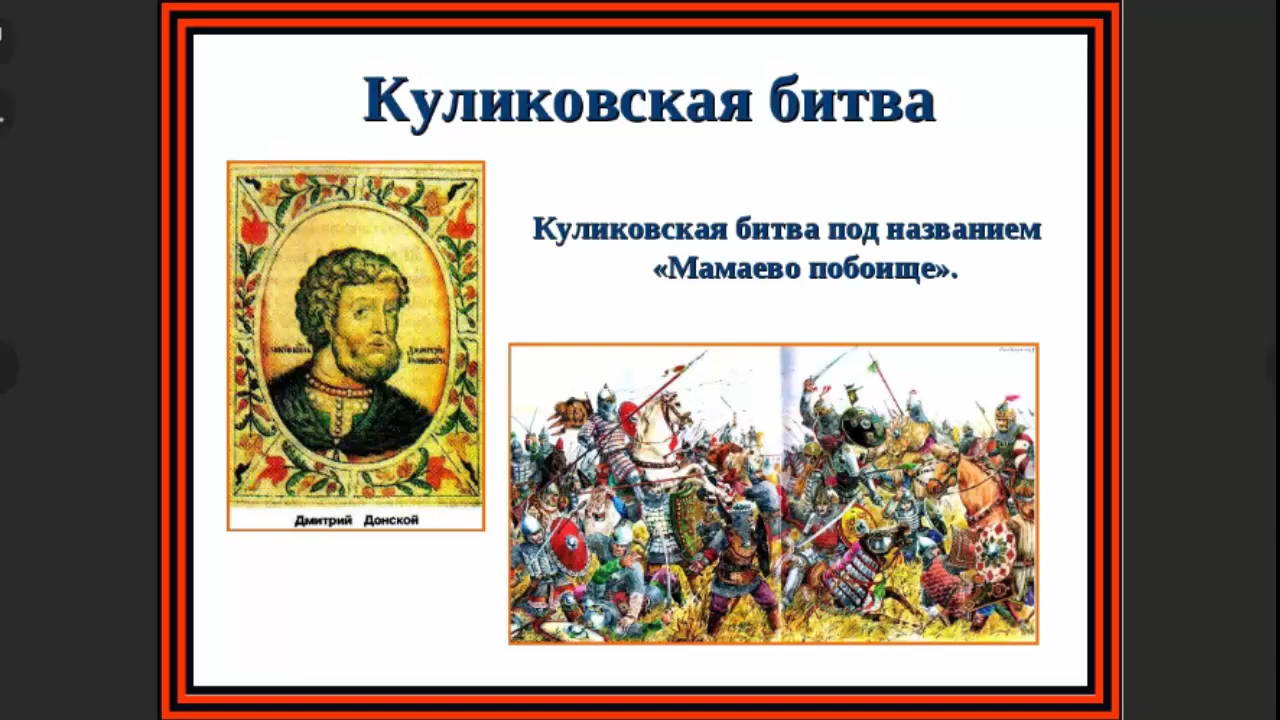 Куликовская битва
Куликовская битва под названием
«Мамаево побоище».
Дмитрий Донской